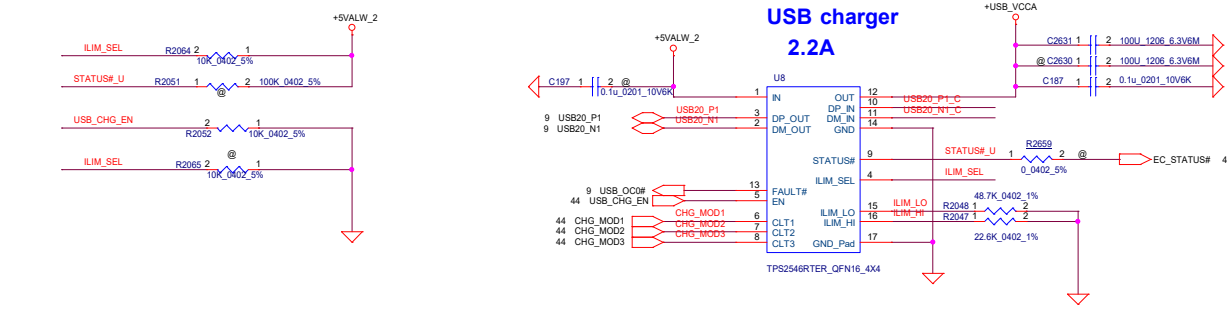 +5VALW_2
ILIM_SEL R2064 2 1
10K_0402_5%
STATUS#_U R2051 1 2 100K_0402_5%
@
USB_CHG_EN 2 1
R2052 10K_0402_5%
@
ILIM_SEL R2065 2 1
10K_0402_5%
USB charger
2.2A
+5VALW_2
C197 1 2 @
0.1u_0201_10V6K
+USB_VCCA
C2631 1 2 100U_1206_6.3V6M
@ C2630 1 2 100U_1206_6.3V6M
C187 1 2 0.1u_0201_10V6K
U8
1 IN OUT 12
DP_IN 10 USB20_P1_C
9 USB20_P1 USB20_P1 3 DP_OUT DM_IN 11 USB20_N1_C
9 USB20_N1 USB20_N1 2 DM_OUT GND 14
STATUS# 9 STATUS#_U 1 R2659 2 @ EC_STATUS# 4
0_0402_5%
ILIM_SEL 4 ILIM_SEL
9 USB_OC0# 13 FAULT#
44 USB_CHG_EN 5 EN
48.7K_0402_1%
ILIM_LO 15 ILIM_LO R2048 1 2
44 CHG_MOD1 CHG_MOD1 6 CLT1 ILIM_HI 16 ILIM_HI R2047 1 2
44 CHG_MOD2 CHG_MOD2 7 CLT2
22.6K_0402_1%
44 CHG_MOD3 CHG_MOD3 8 CLT3 GND_Pad 17
TPS2546RTER_QFN16_4X4